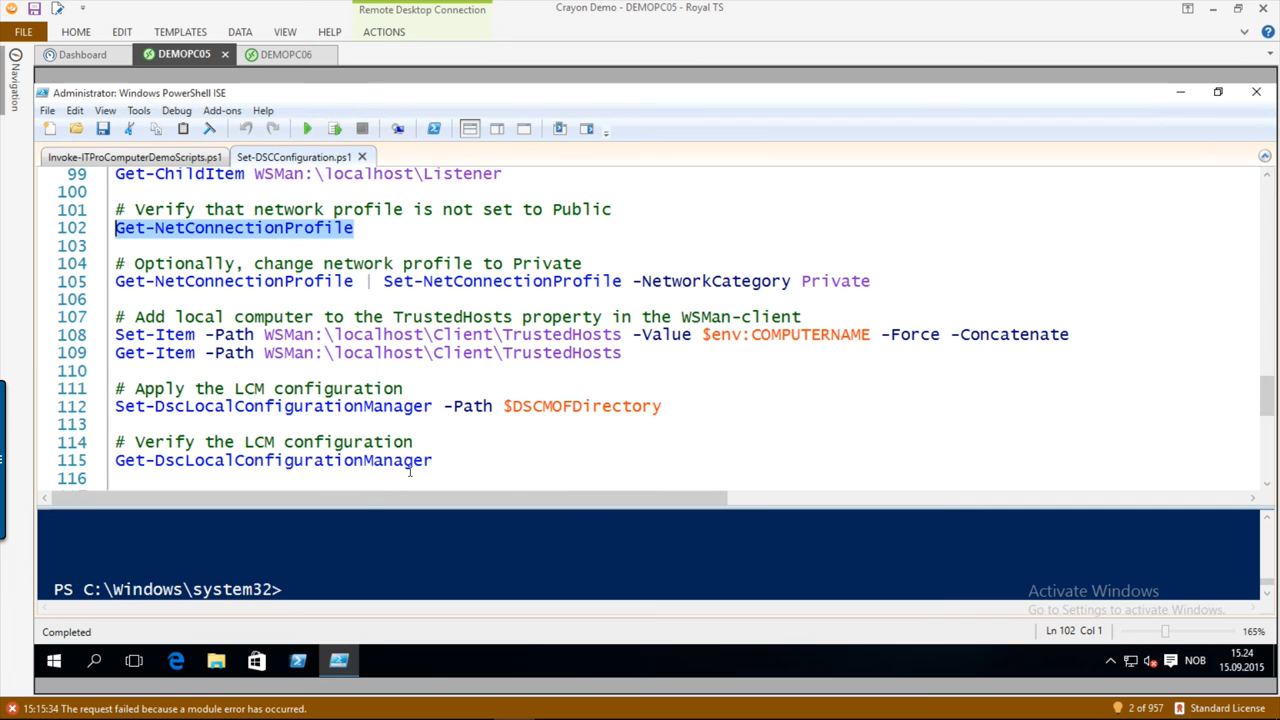 Remote Desktop Connection
Crayon Demo - DEMOPC05 - Royal TS
FILE HOME EDIT TEMPLATES DATA VIEW HELP ACTIONS
Navigation
Dashboard DEMOPC05 DEMOPC06
Administrator: Windows PowerShell ISE
File Edit View Tools Debug Add-ons Help
Invoke-ITProComputerDemoScripts.ps1 Set-DSCConfiguration.ps1
99 Get-ChildItem WSMan:\localhost\Listener
100
101 # Verify that network profile is not set to Public
102 Get-NetConnectionProfile
103
104 # Optionally, change network profile to Private
105 Get-NetConnectionProfile | Set-NetConnectionProfile -NetworkCategory Private
106
107 # Add local computer to the TrustedHosts property in the WSMan-client
108 Set-Item -Path WSMan:\localhost\Client\TrustedHosts -Value $env:COMPUTERNAME -Force -Concatenate
109 Get-Item -Path WSMan:\localhost\Client\TrustedHosts
110
111 # Apply the LCM configuration
112 Set-DscLocalConfigurationManager -Path $DSCMOFDirectory
113
114 # Verify the LCM configuration
115 Get-DscLocalConfigurationManager
116
PS C:\Windows\system32>
Activate Windows
Go to Settings to activate Windows.
Completed
Ln 102 Col 1
165%
NOB
15.24
15.09.2015
15:15:34 The request failed because a module error has occurred.
2 of 957
Standard License